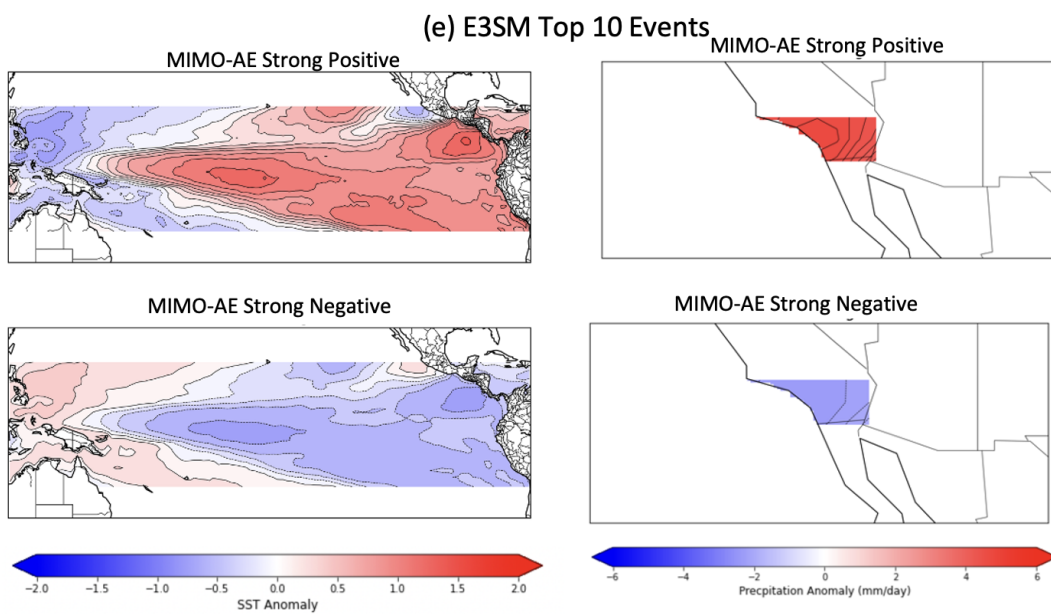 (e) E3SM Top 10 Events
MIMO-AE Strong Positive
MIMO-AE Strong Positive
MIMO-AE Strong Negative
MIMO-AE Strong Negative
−2.0 −1.5 −1.0 −0.5 0.0 0.5 1.0 1.5 2.0
SST Anomaly
−6 −4 −2 0 2 4 6
Precpitation Anomaly (mm/day)